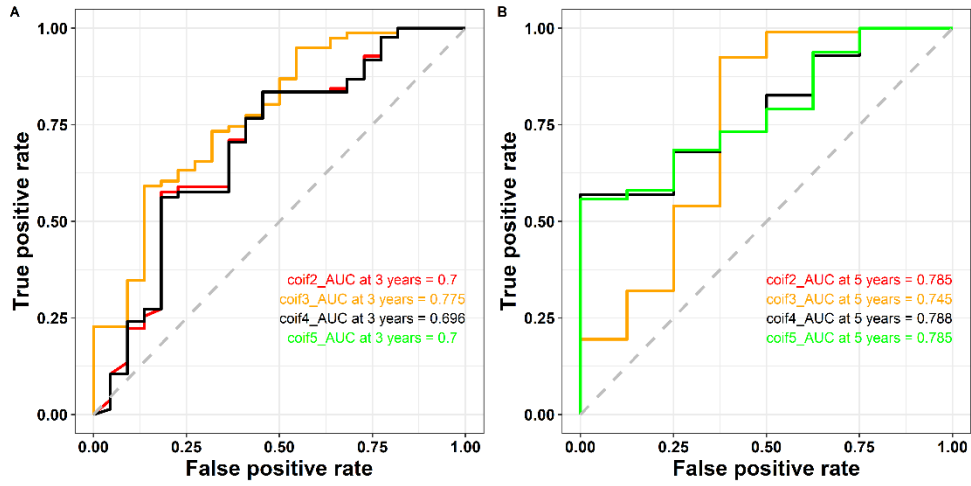 A
True positive rate
1.00
0.75
0.50
0.25
0.00
coif2_AUC at 3 years = 0.7
coif3_AUC at 3 years = 0.775
coif4_AUC at 3 years = 0.696
coif5_AUC at 3 years = 0.7
0.00 0.25 0.50 0.75 1.00
False positive rate
B
True positive rate
1.00
0.75
0.50
0.25
0.00
coif2_AUC at 5 years = 0.785
coif3_AUC at 5 years = 0.745
coif4_AUC at 5 years = 0.788
coif5_AUC at 5 years = 0.785
0.00 0.25 0.50 0.75 1.00
False positive rate